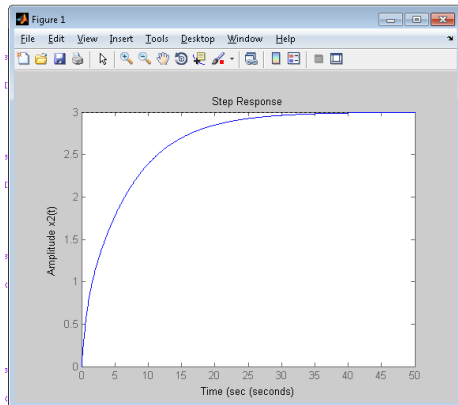 Figure 1
File Edit View Insert Tools Desktop Window Help
Step Response
3
2.5
2
1.5
1
0.5
0
Amplitude x2(t)
0 5 10 15 20 25 30 35 40 45 50
Time (sec (seconds)